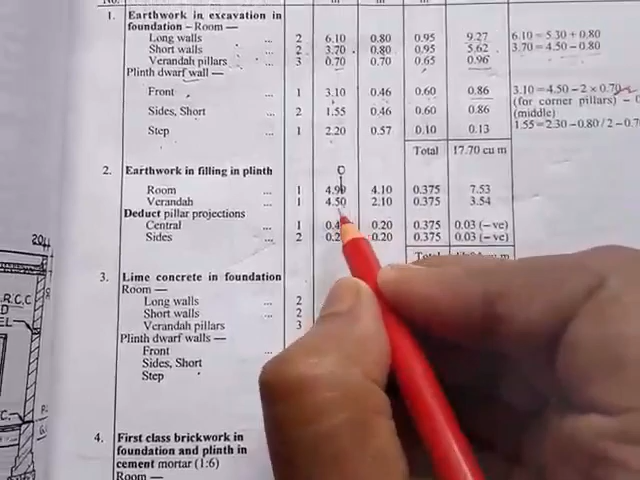 1. Earthwork in excavation in
foundation – Room —
Long walls ... 2 6.10 0.80 0.95 9.27 6.10 = 5.30 + 0.80
Short walls ... 2 3.70 0.80 0.95 5.62 3.70 = 4.50 – 0.80
Verandah pillars ... 3 0.70 0.70 0.65 0.96
Plinth dwarf wall —
Front ... 1 3.10 0.46 0.60 0.86 3.10 = 4.50 – 2 × 0.70
(for corner pillars) –
Sides, Short ... 2 1.55 0.46 0.60 0.86 (middle)
1.55 = 2.30 – 0.80 / 2 – 0.7
Step ... 1 2.20 0.57 0.10 0.13
Total 17.70 cu m
2. Earthwork in filling in plinth
Room ... 1 4.90 4.10 0.375 7.53
Verandah ... 1 4.50 2.10 0.375 3.54
Deduct pillar projections
Central ... 1 0.20 0.375 0.03 (–ve)
Sides ... 2 0.20 0.375 0.03 (–ve)
3. Lime concrete in foundation
Room —
Long walls ... 2
Short walls ... 2
Verandah pillars ... 3
Plinth dwarf walls —
Front ...
Sides, Short
Step
4. First class brickwork in
foundation and plinth in
cement mortar (1:6)
Room —
20
R.C.C